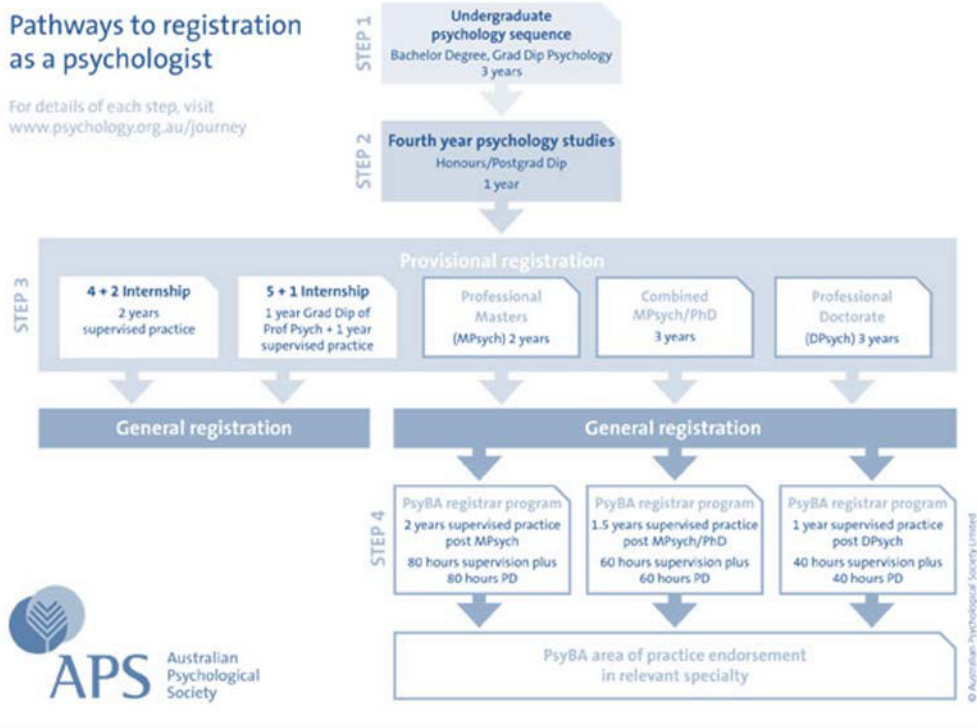 Pathways to registration
as a psychologist
For details of each step, visit
www.psychology.org.au/journey
STEP 1
Undergraduate
psychology sequence
Bachelor Degree, Grad Dip Psychology
3 years
STEP 2
Fourth year psychology studies
Honours/Postgrad Dip
1 year
STEP 3
Provisional registration
4 + 2 Internship
2 years
supervised practice
5 + 1 Internship
1 year Grad Dip of
Prof Psych + 1 year
supervised practice
Professional
Masters
(MPsych) 2 years
Combined
MPsych/PhD
3 years
Professional
Doctorate
(DPsych) 3 years
General registration
General registration
STEP 4
PsyBA registrar program
2 years supervised practice
post MPsych
80 hours supervision plus
80 hours PD
PsyBA registrar program
1.5 years supervised practice
post MPsych/PhD
60 hours supervision plus
60 hours PD
PsyBA registrar program
1 year supervised practice
post DPsych
40 hours supervision plus
40 hours PD
PsyBA area of practice endorsement
in relevant specialty
APS
Australian
Psychological
Society
© Australian Psychological Society Limited